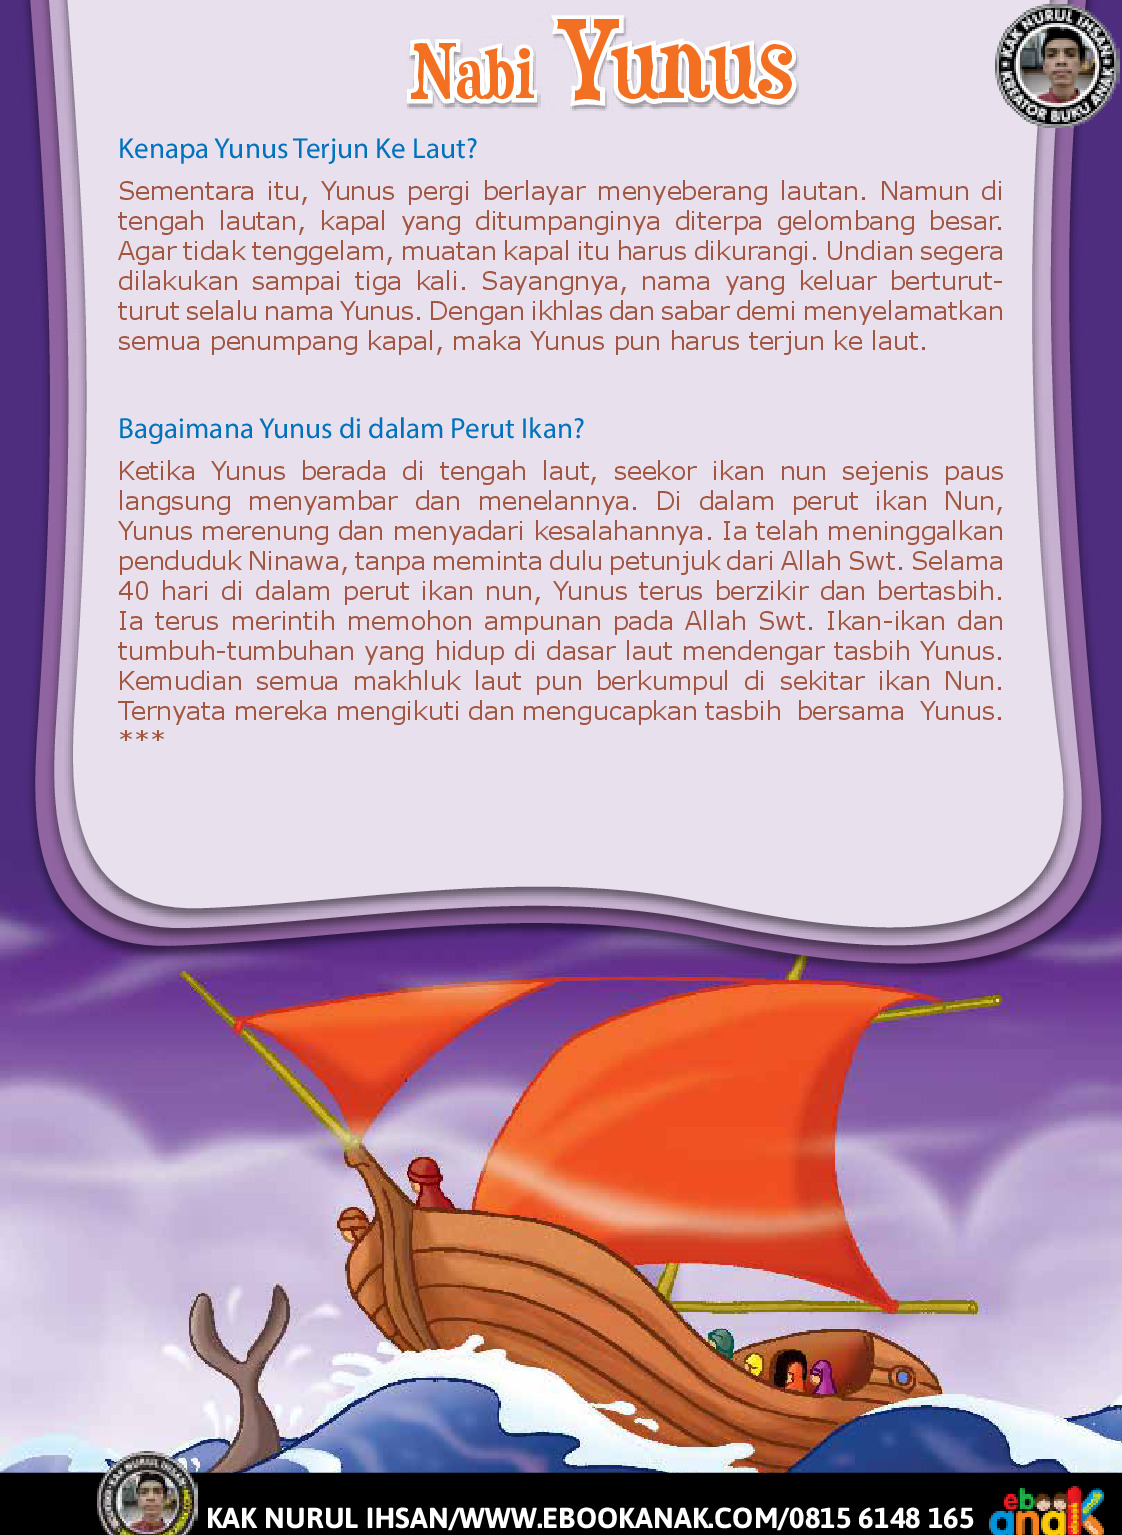 Nabi Yunus
KAK NURUL IHSAN
KREATOR BUKU ANAK
Kenapa Yunus Terjun Ke Laut?
Sementara itu, Yunus pergi berlayar menyeberang lautan. Namun di
tengah lautan, kapal yang ditumpanginya diterpa gelombang besar.
Agar tidak tenggelam, muatan kapal itu harus dikurangi. Undian segera
dilakukan sampai tiga kali. Sayangnya, nama yang keluar berturut-
turut selalu nama Yunus. Dengan ikhlas dan sabar demi menyelamatkan
semua penumpang kapal, maka Yunus pun harus terjun ke laut.
Bagaimana Yunus di dalam Perut Ikan?
Ketika Yunus berada di tengah laut, seekor ikan nun sejenis paus
langsung menyambar dan menelannya. Di dalam perut ikan Nun,
Yunus merenung dan menyadari kesalahannya. Ia telah meninggalkan
penduduk Ninawa, tanpa meminta dulu petunjuk dari Allah Swt. Selama
40 hari di dalam perut ikan nun, Yunus terus berzikir dan bertasbih.
Ia terus merintih memohon ampunan pada Allah Swt. Ikan-ikan dan
tumbuh-tumbuhan yang hidup di dasar laut mendengar tasbih Yunus.
Kemudian semua makhluk laut pun berkumpul di sekitar ikan Nun.
Ternyata mereka mengikuti dan mengucapkan tasbih bersama Yunus.
***
KAK NURUL IHSAN
KAK NURUL IHSAN/WWW.EBOOKANAK.COM/0815 6148 165
ebook
anak